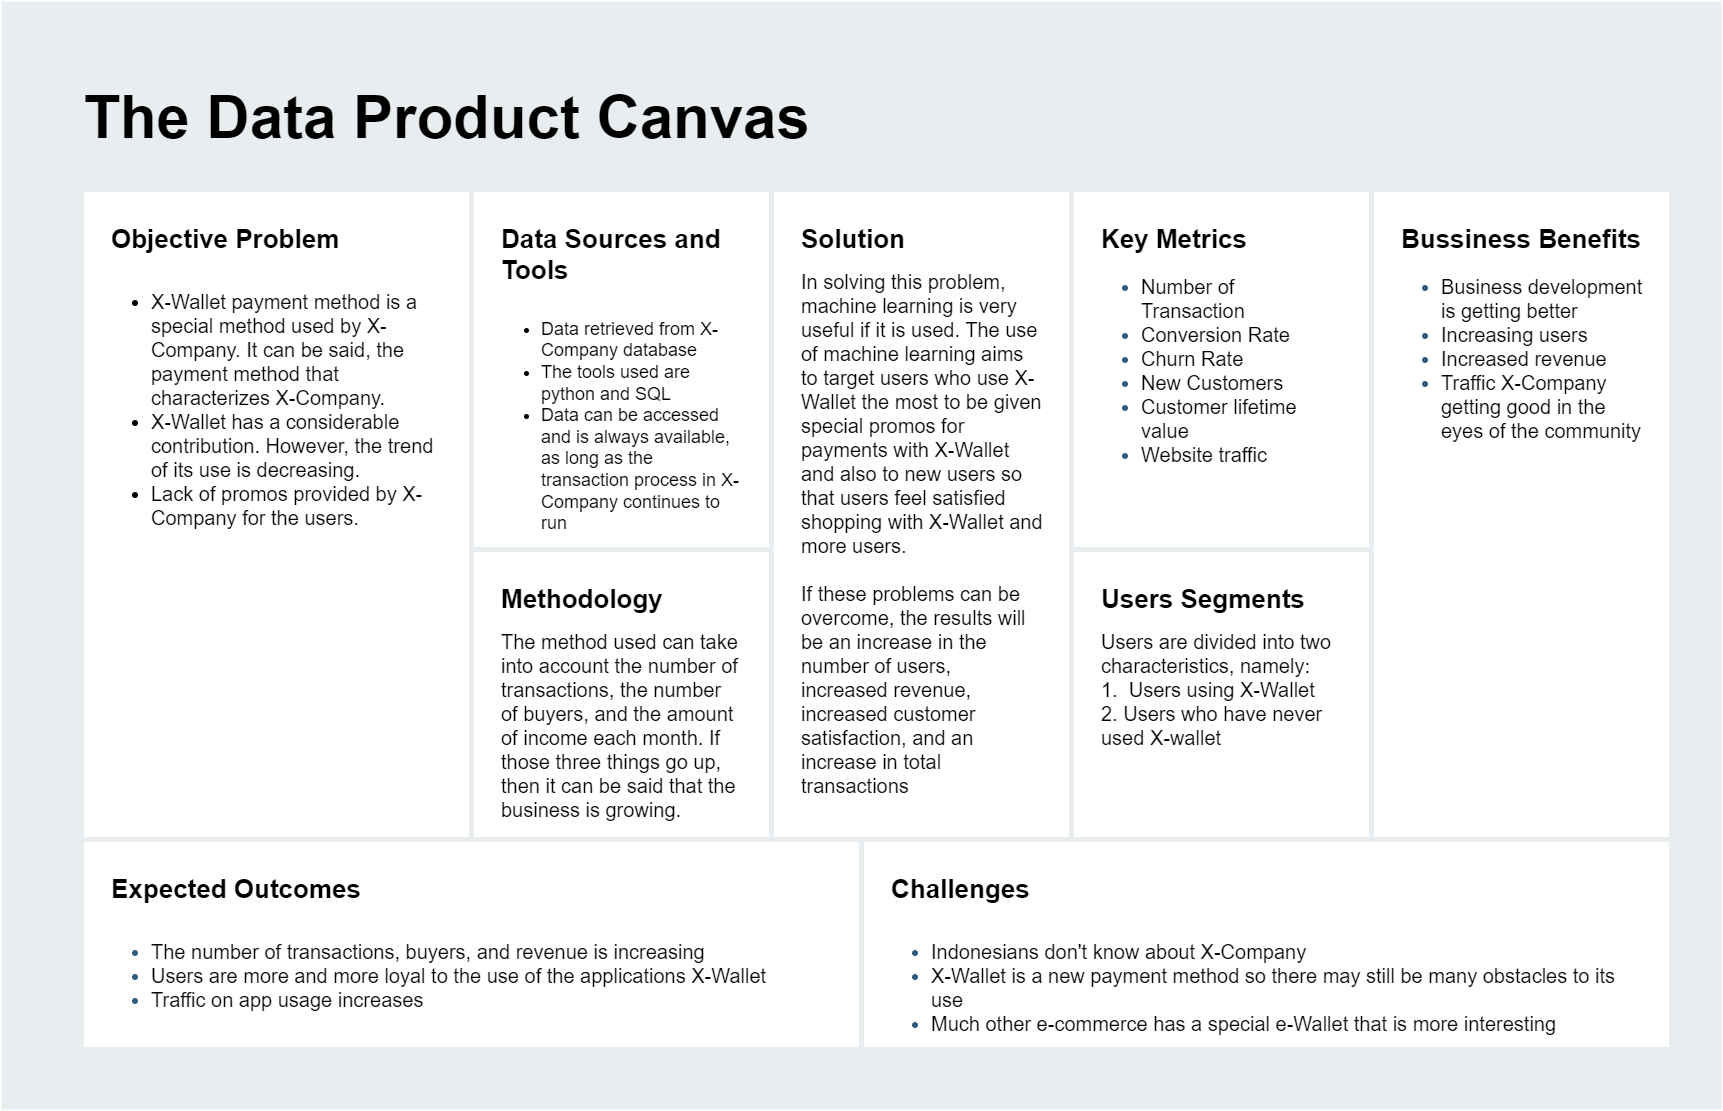 The Data Product Canvas
Objective Problem
X-Wallet payment method is a
special method used by X-
Company. It can be said, the
payment method that
characterizes X-Company.
X-Wallet has a considerable
contribution. However, the trend
of its use is decreasing.
Lack of promos provided by X-
Company for the users.
Data Sources and
Tools
Data retrieved from X-
Company database
The tools used are
python and SQL
Data can be accessed
and is always available,
as long as the
transaction process in X-
Company continues to
run
Methodology
The method used can take
into account the number of
transactions, the number
of buyers, and the amount
of income each month. If
those three things go up,
then it can be said that the
business is growing.
Solution
In solving this problem,
machine learning is very
useful if it is used. The use
of machine learning aims
to target users who use X-
Wallet the most to be given
special promos for
payments with X-Wallet
and also to new users so
that users feel satisfied
shopping with X-Wallet and
more users.
If these problems can be
overcome, the results will
be an increase in the
number of users,
increased revenue,
increased customer
satisfaction, and an
increase in total
transactions
Key Metrics
Number of
Transaction
Conversion Rate
Churn Rate
New Customers
Customer lifetime
value
Website traffic
Users Segments
Users are divided into two
characteristics, namely:
1.  Users using X-Wallet
2. Users who have never
used X-wallet
Bussiness Benefits
Business development
is getting better
Increasing users
Increased revenue
Traffic X-Company
getting good in the
eyes of the community
Expected Outcomes
The number of transactions, buyers, and revenue is increasing
Users are more and more loyal to the use of the applications X-Wallet
Traffic on app usage increases
Challenges
Indonesians don't know about X-Company
X-Wallet is a new payment method so there may still be many obstacles to its
use
Much other e-commerce has a special e-Wallet that is more interesting